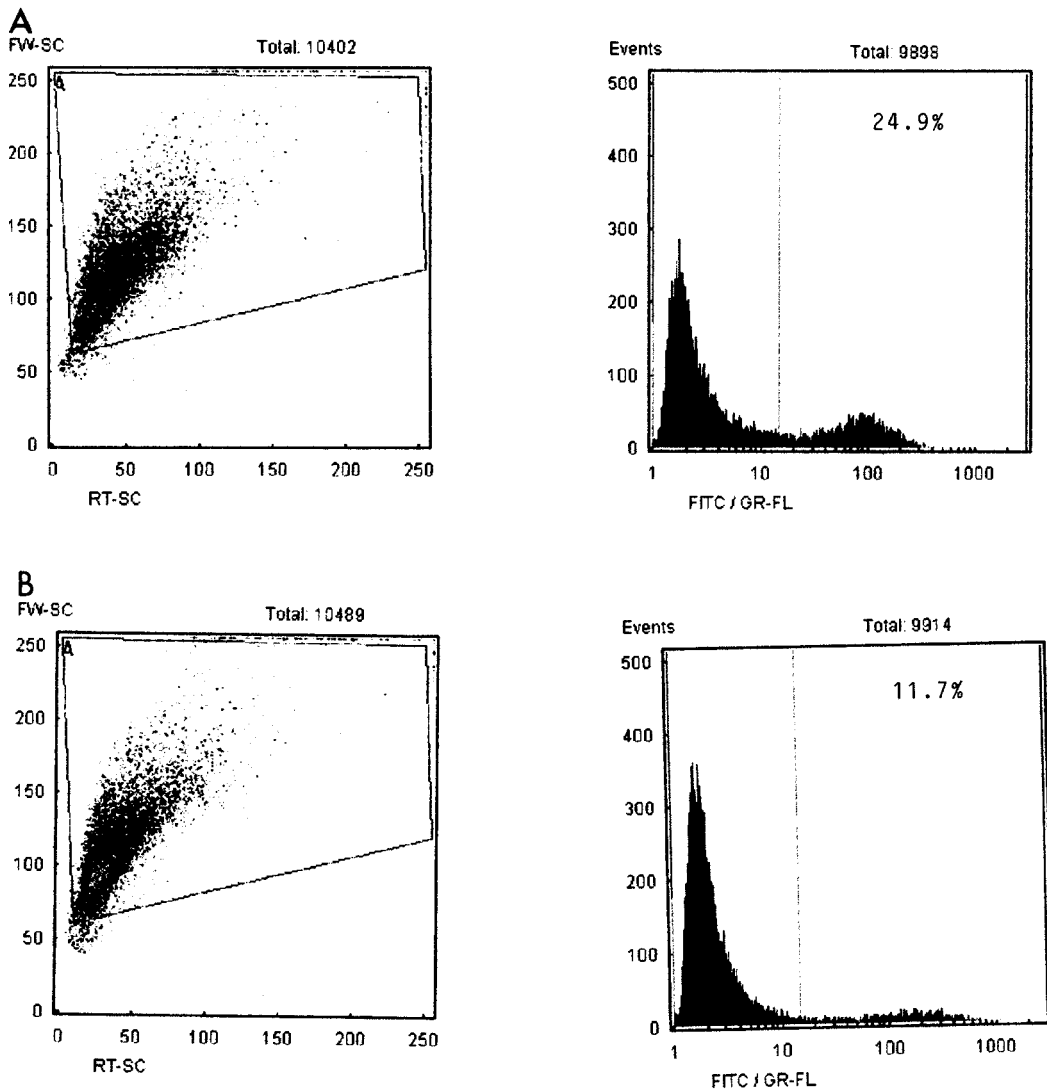 A
FW-SC
Total: 10402
A
250
200
150
100
50
0
0 50 100 150 200 250
RT-SC
Events
Total: 9898
24.9%
500
400
300
200
100
0
1 10 100 1000
FITC / GR-FL
B
FW-SC
Total: 10489
A
250
200
150
100
50
0
0 50 100 150 200 250
RT-SC
Events
Total: 9914
11.7%
500
400
300
200
100
0
1 10 100 1000
FITC / GR-FL